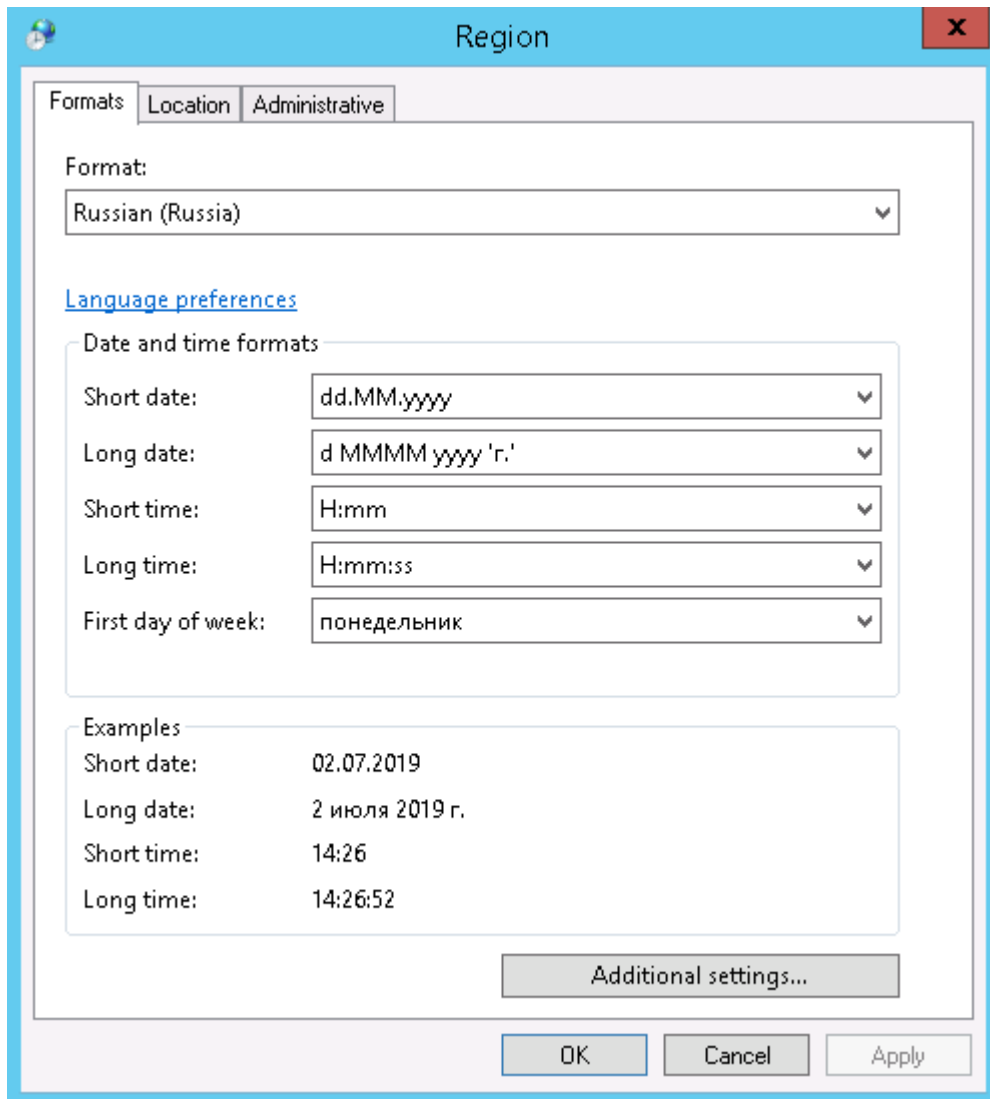 Region
Formats Location Administrative
Format:
Russian (Russia)
Language preferences
Date and time formats
Short date: dd.MM.yyyy
Long date: d MMMM yyyy 'г.'
Short time: H:mm
Long time: H:mm:ss
First day of week: понедельник
Examples
Short date: 02.07.2019
Long date: 2 июля 2019 г.
Short time: 14:26
Long time: 14:26:52
Additional settings...
OK Cancel Apply